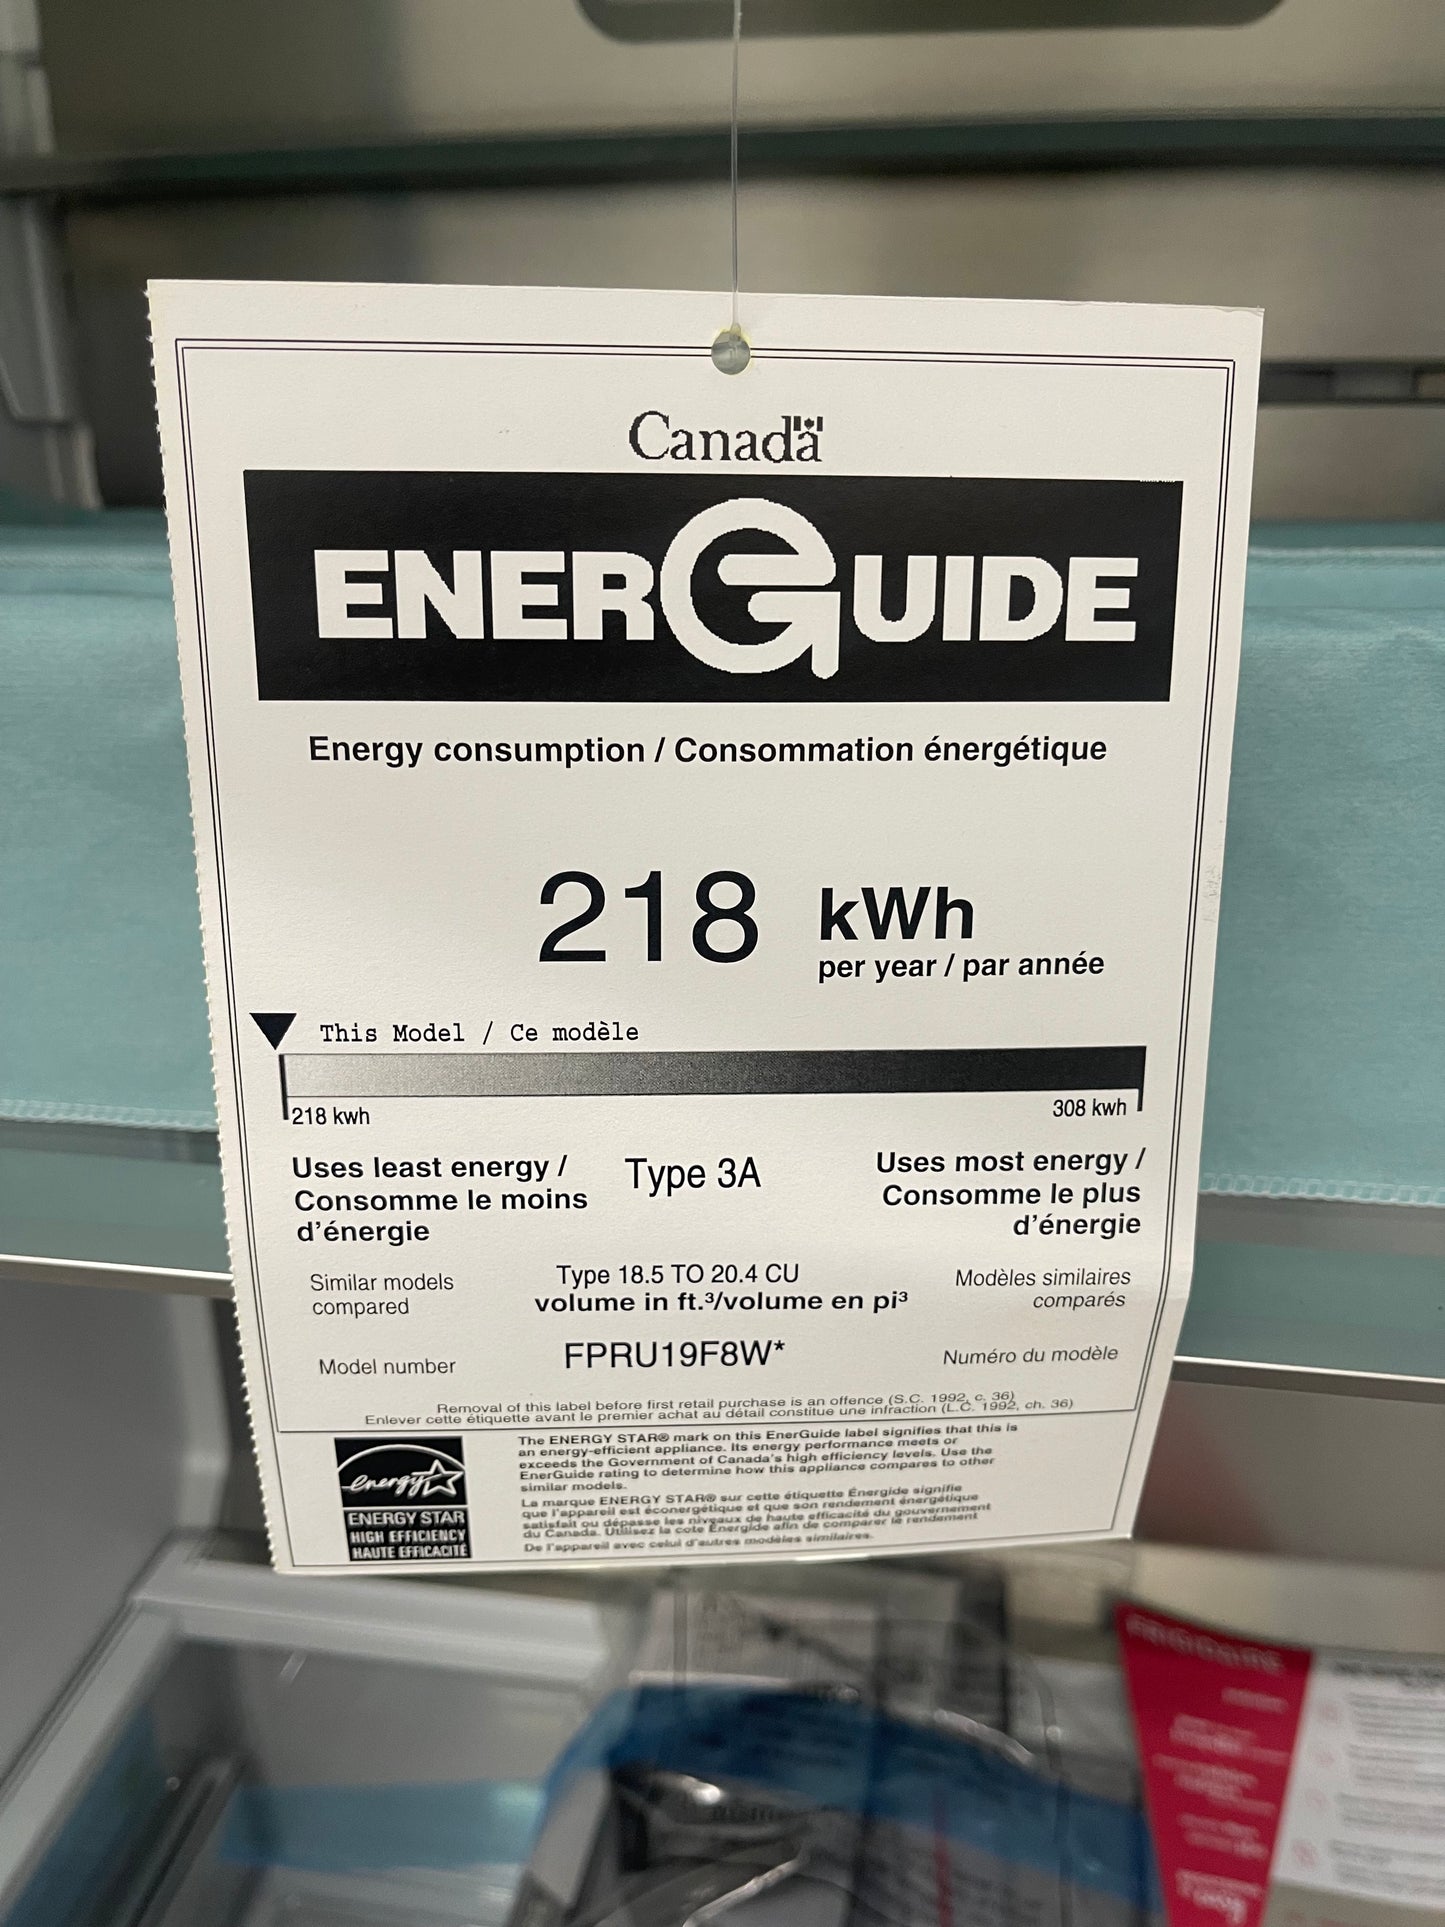 Canada
ENERGUIDE
Energy consumption / Consommation énergétique
218 kWh
per year / par année
This Model / Ce modèle
218 kwh
308 kwh
Uses least energy /
Consomme le moins
d'énergie
Type 3A
Uses most energy /
Consomme le plus
d'énergie
Similar models
compared
Type 18.5 TO 20.4 CU
volume in ft.³/volume en pi³
Modèles similaires
comparés
Model number
FPRU19F8W*
Numéro du modèle
Removal of this label before first retail purchase is an offence (S.C. 1992, c. 36)
Enlever cette étiquette avant le premier achat au détail constitue une infraction (L.C. 1992, ch. 36)
energy
ENERGY STAR
HIGH EFFICIENCY
HAUTE EFFICACITÉ
The ENERGY STAR® mark on this EnerGuide label signifies that this is
an energy-efficient appliance. Its energy performance meets or
exceeds the Government of Canada's high efficiency levels. Use the
EnerGuide rating to determine how this appliance compares to other
similar models.
La marque ENERGY STAR® sur cette étiquette Énergide signifie
que l'appareil est éconergétique et que son rendement énergétique
satisfait ou dépasse les niveaux de haute efficacité du gouvernement
du Canada. Utilisez la cote Énergide afin de comparer le rendement
De l'appareil avec celui d'autres modèles similaires.
FRIGIDAIRE